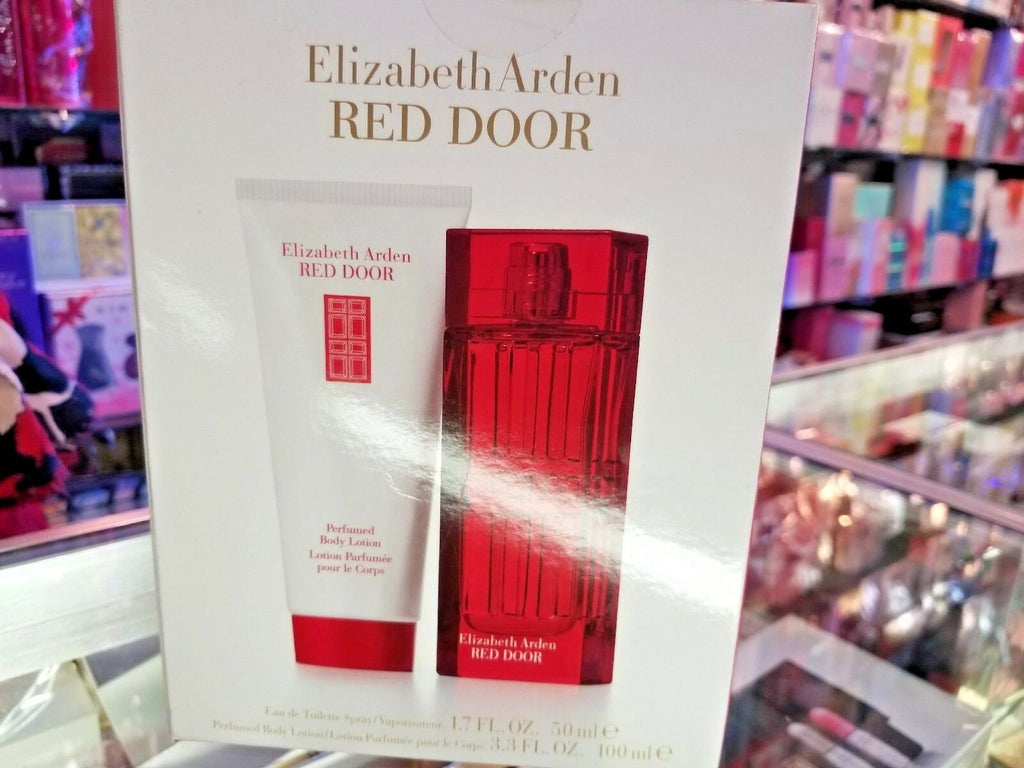 Elizabeth Arden
RED DOOR
Elizabeth Arden
RED DOOR
Perfumed
Body Lotion
Lotion Parfumée
pour le Corps
Elizabeth Arden
RED DOOR
Eau de Toilette Spray/Vaporisateur, 1.7 FL. OZ. 50 ml e
Perfumed Body Lotion/Lotion Parfumée pour le Corps, 3.3 FL. OZ. 100 ml e